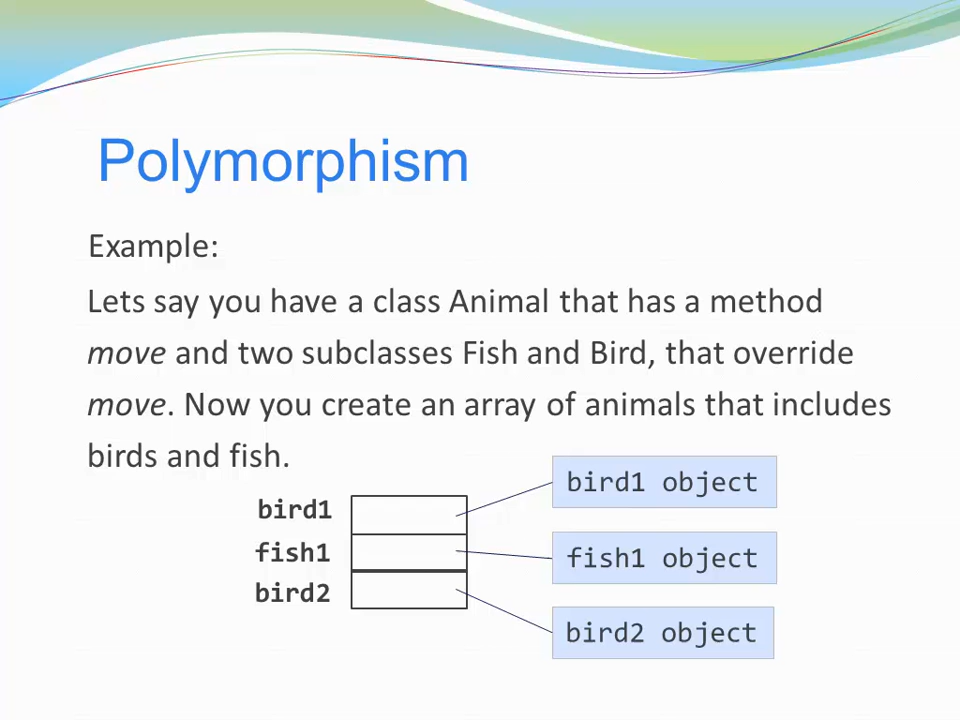 Polymorphism
Example:
Lets say you have a class Animal that has a method
move and two subclasses Fish and Bird, that override
move. Now you create an array of animals that includes
birds and fish.
bird1
fish1
bird2
bird1 object
fish1 object
bird2 object